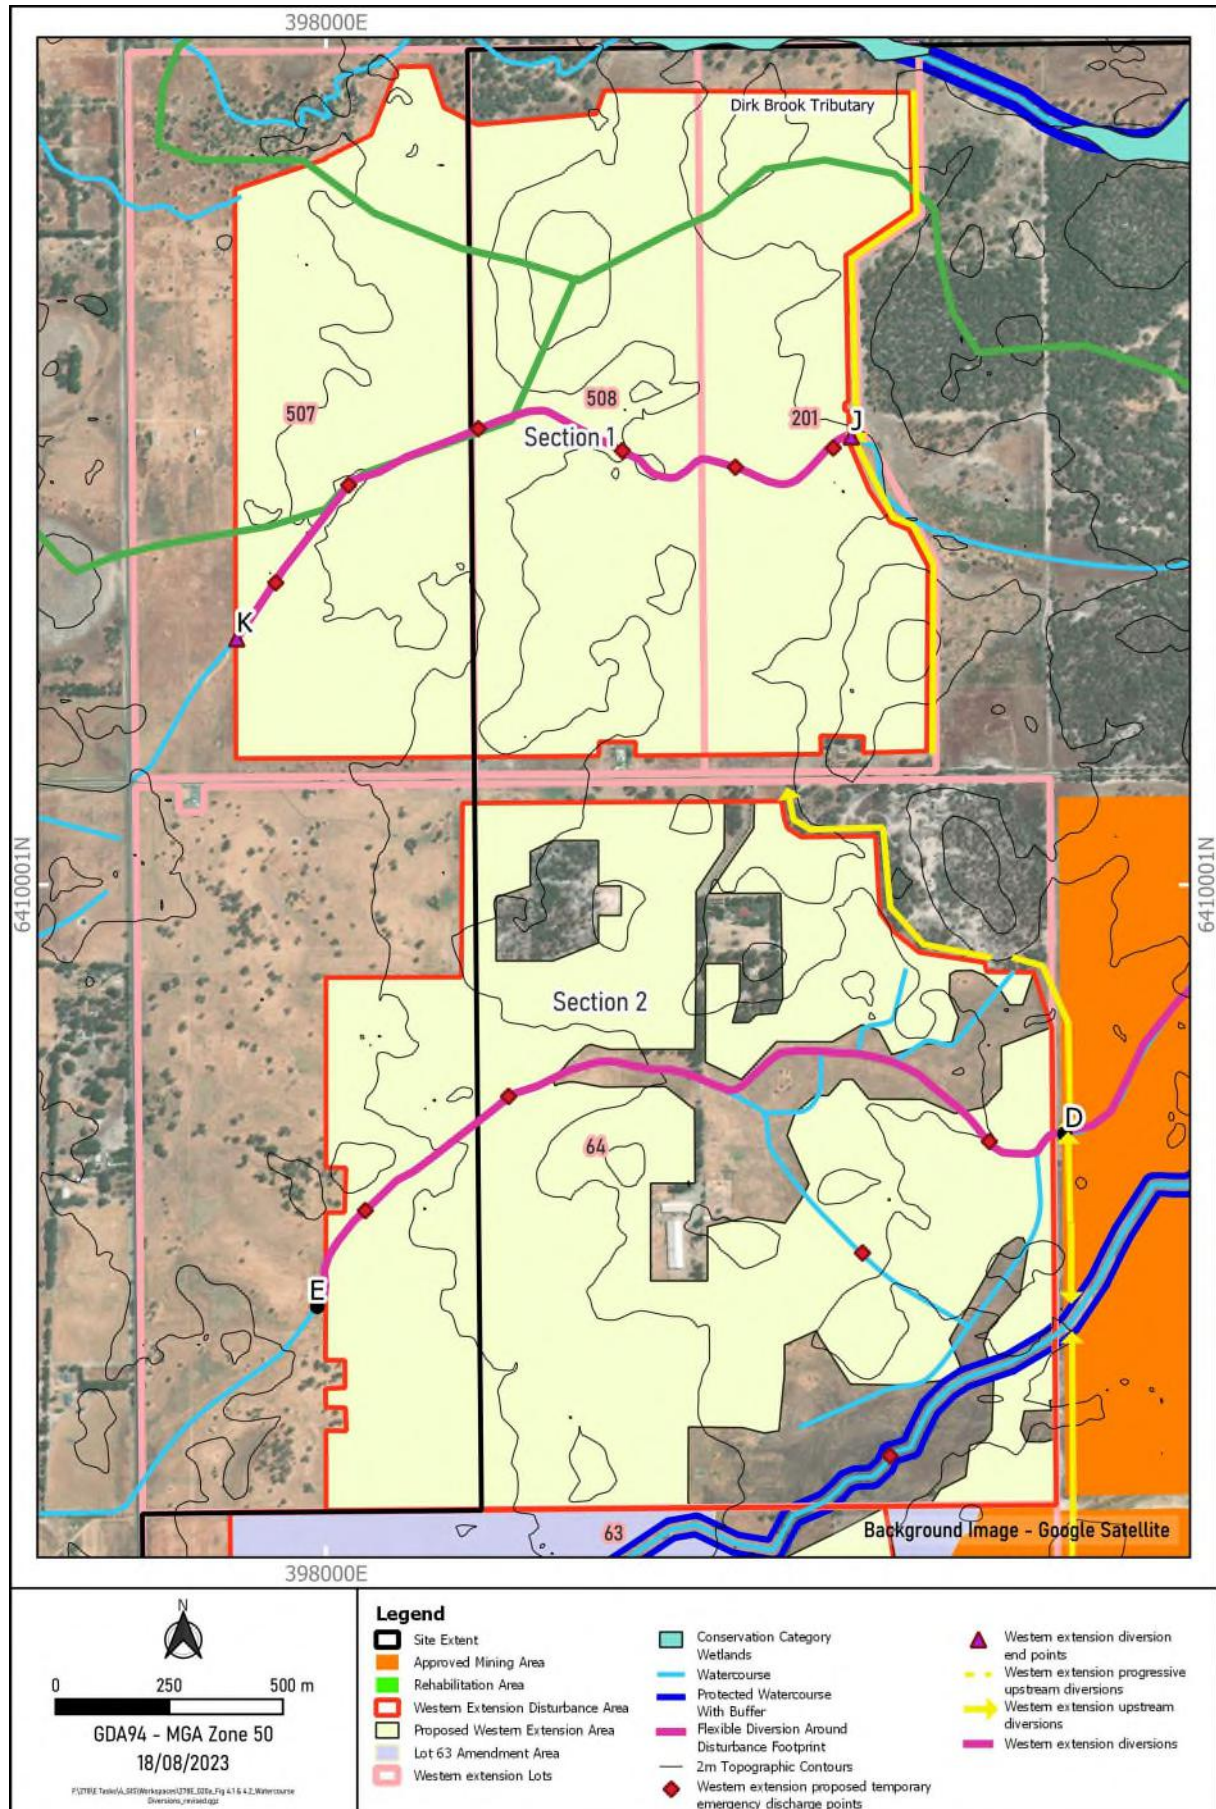 398000E
Dirk Brook Tributary
507
508
201
J
Section 1
K
6410001N
6410001N
Section 2
D
64
E
63
Background Image - Google Satellite
398000E
N
0 250 500 m
GDA94 - MGA Zone 50
18/08/2023
Legend
Site Extent
Approved Mining Area
Rehabilitation Area
Western Extension Disturbance Area
Proposed Western Extension Area
Lot 63 Amendment Area
Western extension Lots
Conservation Category
Wetlands
Watercourse
Protected Watercourse
With Buffer
Flexible Diversion Around
Disturbance Footprint
2m Topographic Contours
Western extension proposed temporary
emergency discharge points
Western extension diversion
end points
Western extension progressive
upstream diversions
Western extension upstream
diversions
Western extension diversions